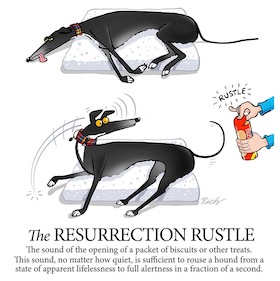 RUSTLE
Richy
The RESURRECTION RUSTLE
The sound of the opening of a packet of biscuits or other treats.
This sound, no matter how quiet, is sufficient to rouse a hound from a
state of apparent lifelessness to full alertness in a fraction of a second.